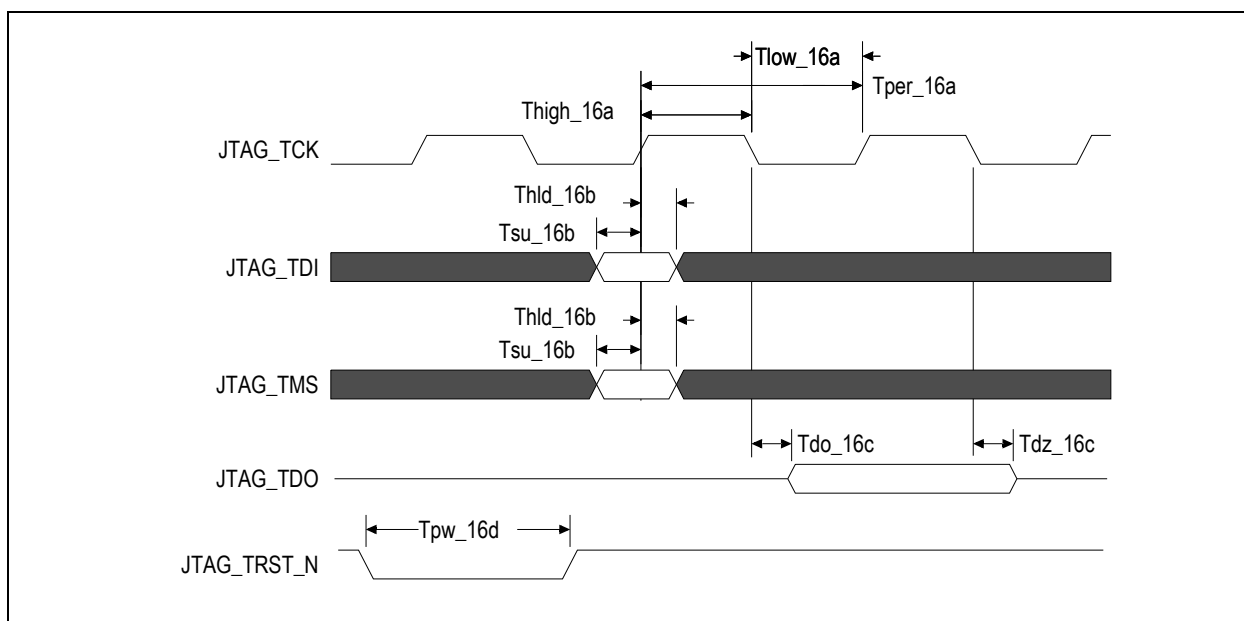 Tlow_16a
Tper_16a
Thigh_16a
JTAG_TCK
Thld_16b
Tsu_16b
JTAG_TDI
Thld_16b
Tsu_16b
JTAG_TMS
Tdo_16c
Tdz_16c
JTAG_TDO
Tpw_16d
JTAG_TRST_N